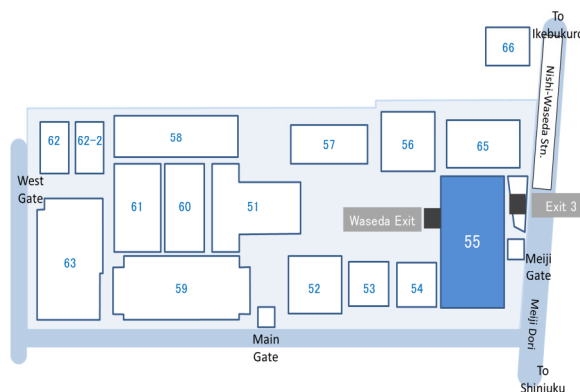 To
Ikebukuro
66
Nishi-Waseda Stn.
62
62-2
58
57
56
65
West
Gate
61
60
51
Waseda Exit
55
Exit 3
63
59
52
53
54
Meiji
Gate
Main
Gate
Meiji Dori
To
Shinjuku